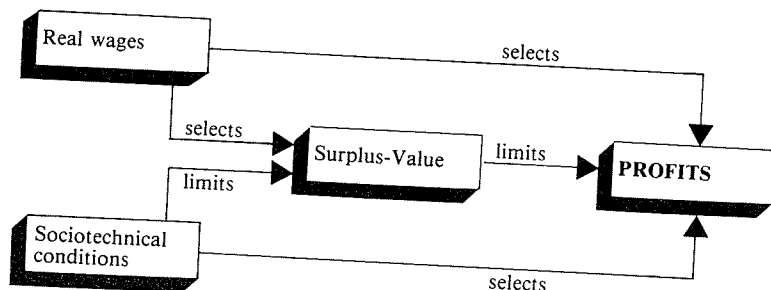 Real wages
selects
selects
Surplus-Value
limits
PROFITS
limits
Sociotechnical
conditions
selects